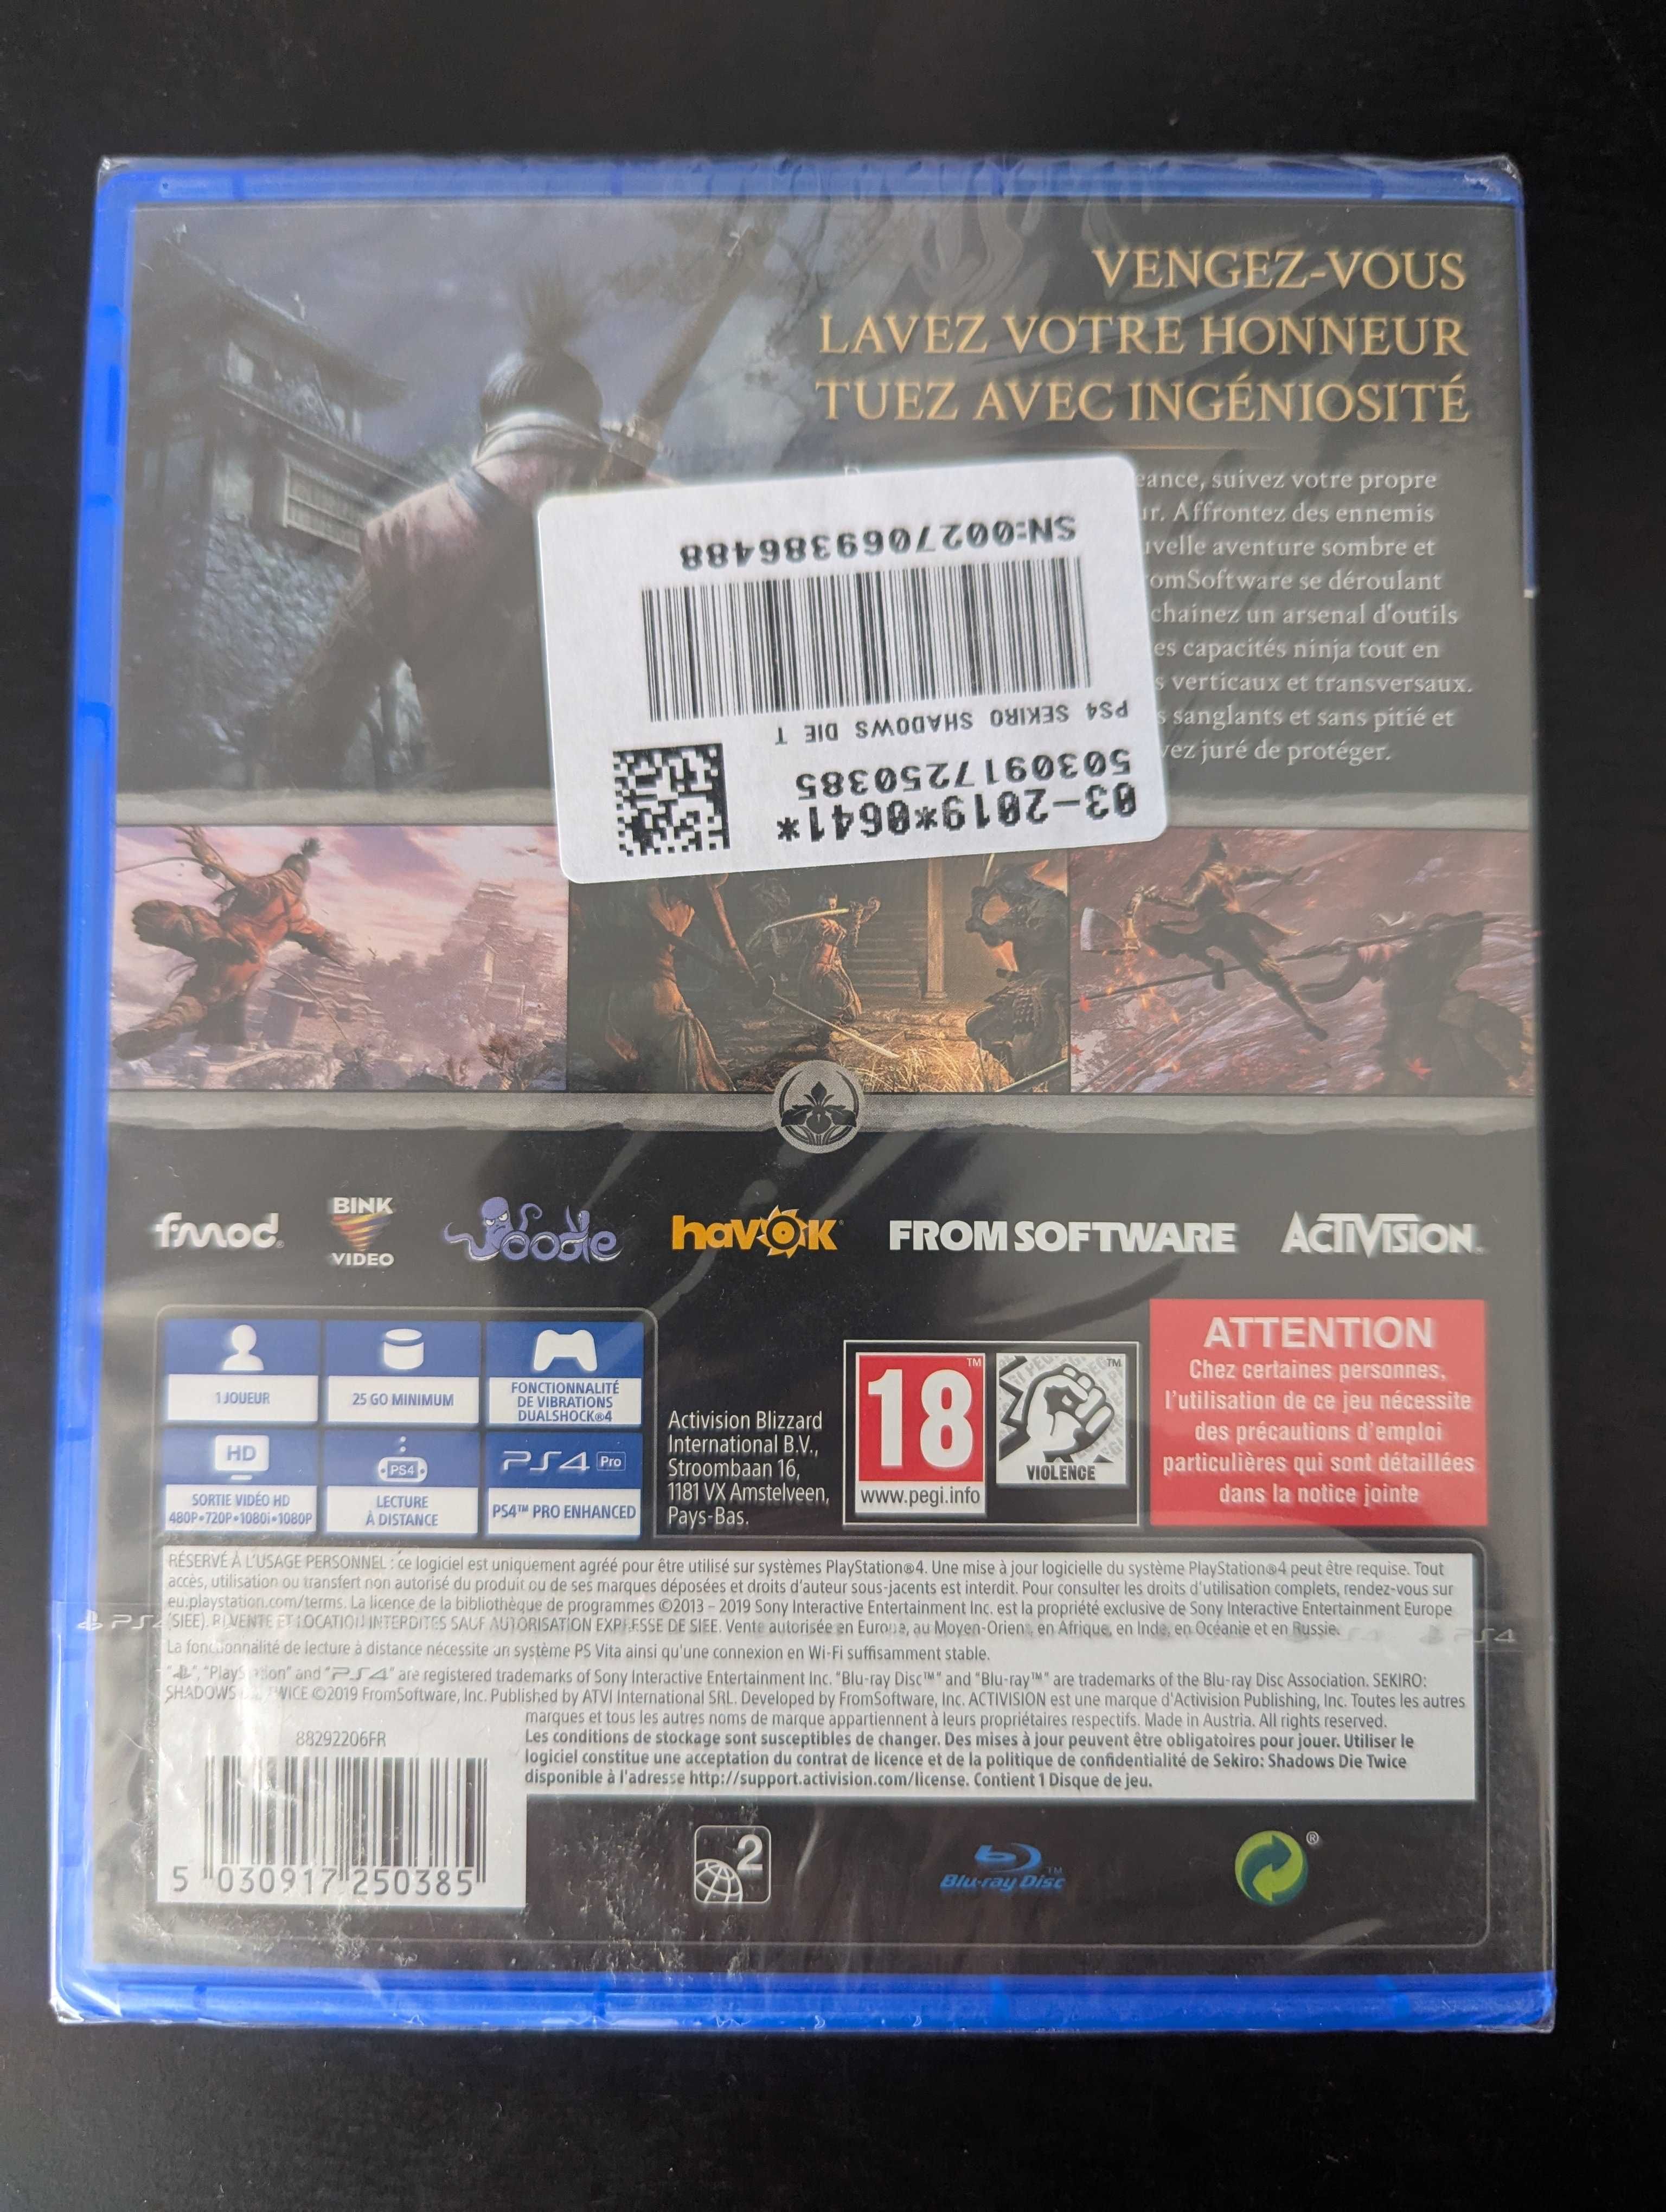 VENGEZ-VOUS
LAVEZ VOTRE HONNEUR
TUEZ AVEC INGÉNIOSITÉ
suivez votre propre
Affrontez des ennemis
aventure sombre et
se déroulant
un arsenal d'outils
capacités ninja tout en
verticaux et transversaux.
sanglants et sans pitié et
juré de protéger.
03-2019*0641*
5030917250385
PS4 SEKIRO SHADOWS DIE T
SN:0027069386488
fmod
BINK
VIDEO
oodle
havok
FROMSOFTWARE
ACTIVISION
1 JOUEUR
25 GO MINIMUM
FONCTIONNALITÉ
DE VIBRATIONS
DUALSHOCK®4
HD
SORTIE VIDÉO HD
480P•720P•1080i•1080P
PS4
LECTURE
À DISTANCE
PS4 Pro
PS4™ PRO ENHANCED
Activision Blizzard
International B.V.,
Stroombaan 16,
1181 VX Amstelveen,
Pays-Bas.
18 ™
www.pegi.info
™
VIOLENCE
ATTENTION
Chez certaines personnes,
l'utilisation de ce jeu nécessite
des précautions d'emploi
particulières qui sont détaillées
dans la notice jointe
RÉSERVÉ À L'USAGE PERSONNEL : ce logiciel est uniquement agréé pour être utilisé sur systèmes PlayStation®4. Une mise à jour logicielle du système PlayStation®4 peut être requise. Tout
accès, utilisation ou transfert non autorisé du produit ou de ses marques déposées et droits d'auteur sous-jacents est interdit. Pour consulter les droits d'utilisation complets, rendez-vous sur
eu.playstation.com/terms. La licence de la bibliothèque de programmes ©2013 – 2019 Sony Interactive Entertainment Inc. est la propriété exclusive de Sony Interactive Entertainment Europe
(SIEE). REVENTE ET LOCATION INTERDITES SAUF AUTORISATION EXPRESSE DE SIEE. Vente autorisée en Europe, au Moyen-Orient, en Afrique, en Inde, en Océanie et en Russie.
La fonctionnalité de lecture à distance nécessite un système PS Vita ainsi qu'une connexion en Wi-Fi suffisamment stable.
"PlayStation" and "PS4" are registered trademarks of Sony Interactive Entertainment Inc. "Blu-ray Disc™" and "Blu-ray™" are trademarks of the Blu-ray Disc Association. SEKIRO:
SHADOWS TWICE ©2019 FromSoftware, Inc. Published by ATVI International SRL. Developed by FromSoftware, Inc. ACTIVISION est une marque d'Activision Publishing, Inc. Toutes les autres
marques et tous les autres noms de marque appartiennent à leurs propriétaires respectifs. Made in Austria. All rights reserved.
Les conditions de stockage sont susceptibles de changer. Des mises à jour peuvent être obligatoires pour jouer. Utiliser le
logiciel constitue une acceptation du contrat de licence et de la politique de confidentialité de Sekiro: Shadows Die Twice
disponible à l'adresse http://support.activision.com/license. Contient 1 Disque de jeu.
88292206FR
5 030917 250385
2
Blu-ray Disc ™
®